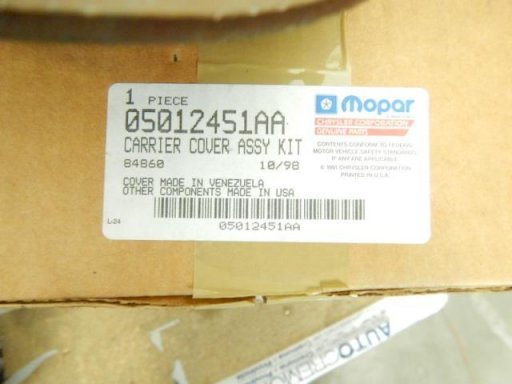 1 PIECE
05012451AA
CARRIER COVER ASSY KIT
84860 10/98
COVER MADE IN VENEZUELA
OTHER COMPONENTS MADE IN USA
05012451AA
L-24
Mopar
CHRYSLER CORPORATION
GENUINE PARTS
CONTENTS CONFORM TO FEDERAL
MOTOR VEHICLE SAFETY STANDARDS
IF ANY ARE APPLICABLE
© 1991 CHRYSLER CORPORATION
PRINTED IN U.S.A.